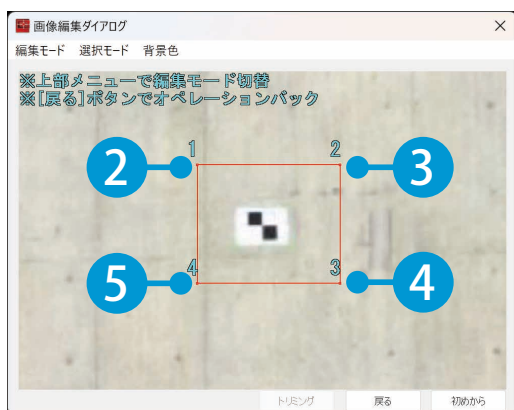 画像編集ダイアログ
編集モード 選択モード 背景色
※上部メニューで編集モード切替
※[戻る]ボタンでオペレーションバック
1 2
2 3
4 3
5 4
トリミング 戻る 初めから